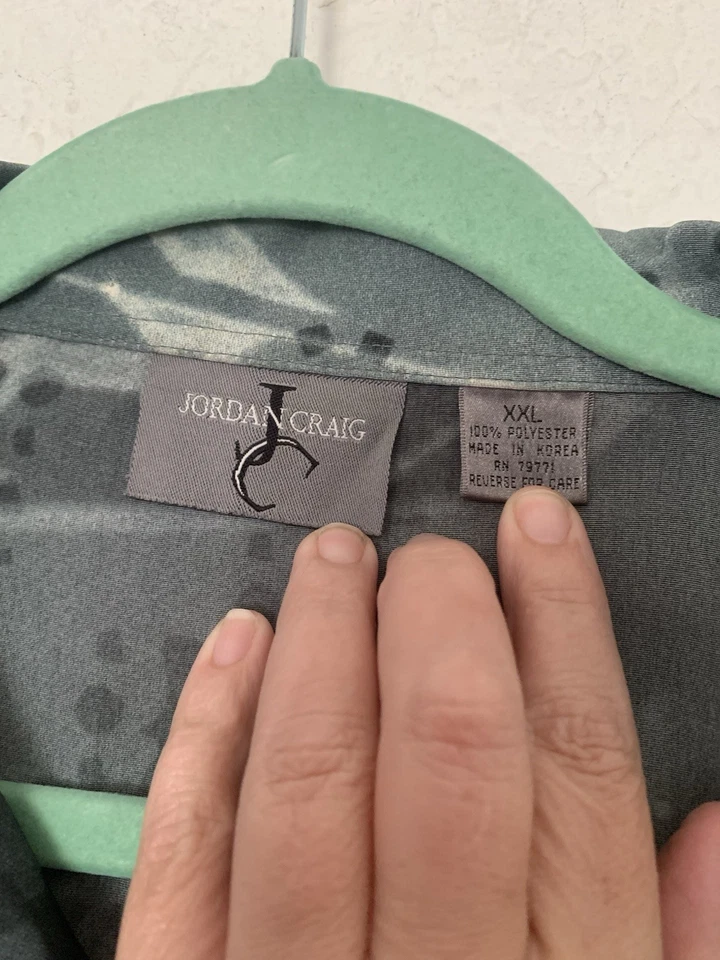 JORDAN CRAIG
JC
XXL
100% POLYESTER
MADE IN KOREA
RN 79771
REVERSE FOR CARE